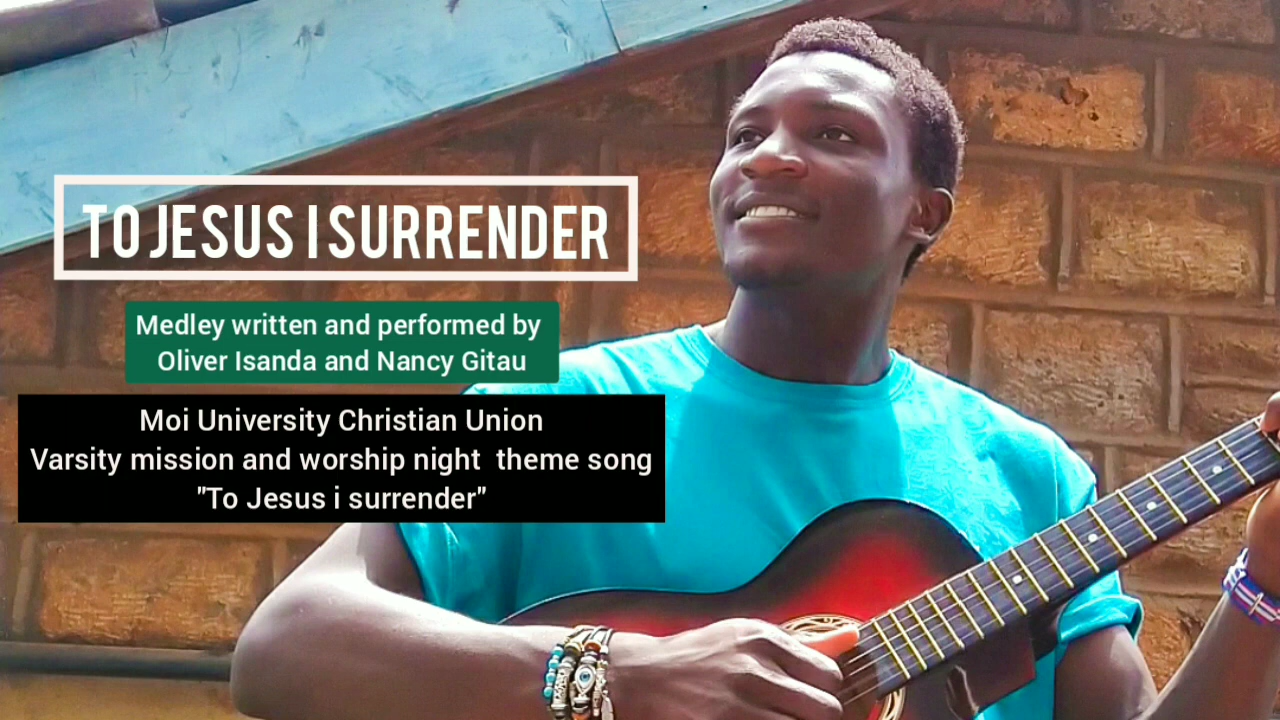 TO JESUS I SURRENDER
Medley written and performed by
Oliver Isanda and Nancy Gitau
Moi University Christian Union
Varsity mission and worship night theme song
"To Jesus i surrender"